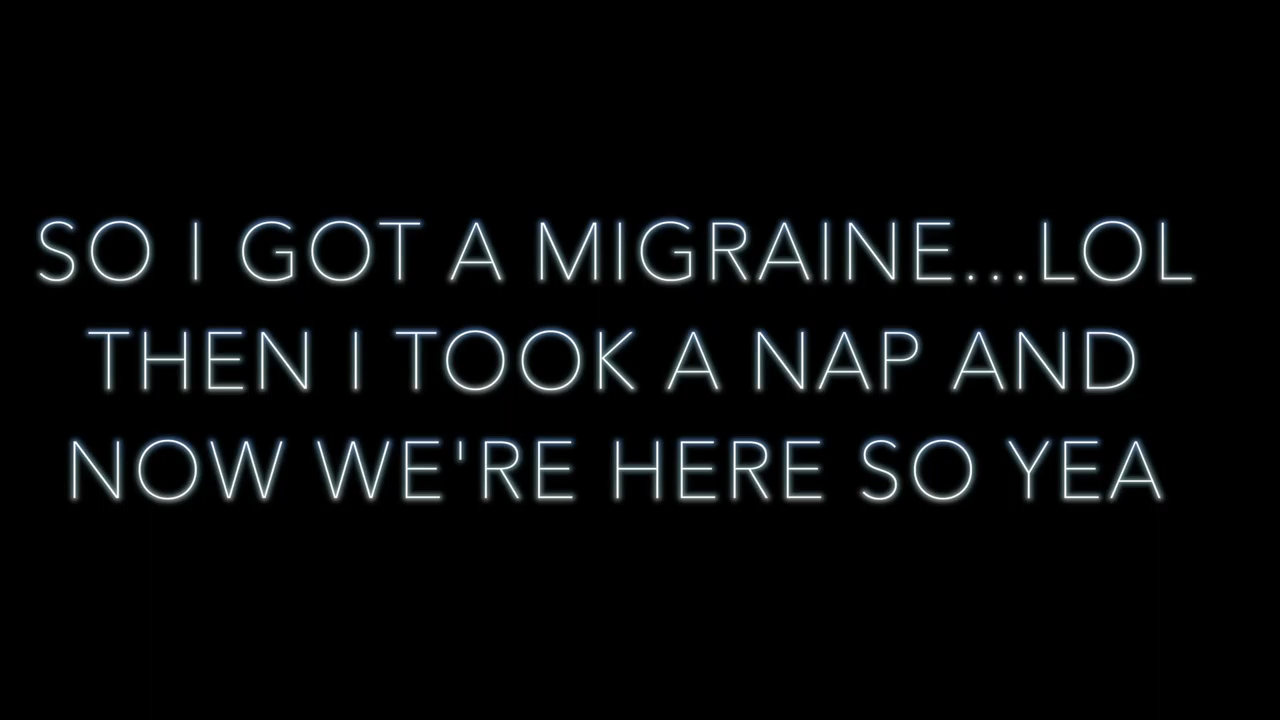 SO I GOT A MIGRAINE...LOL
THEN I TOOK A NAP AND
NOW WE'RE HERE SO YEA